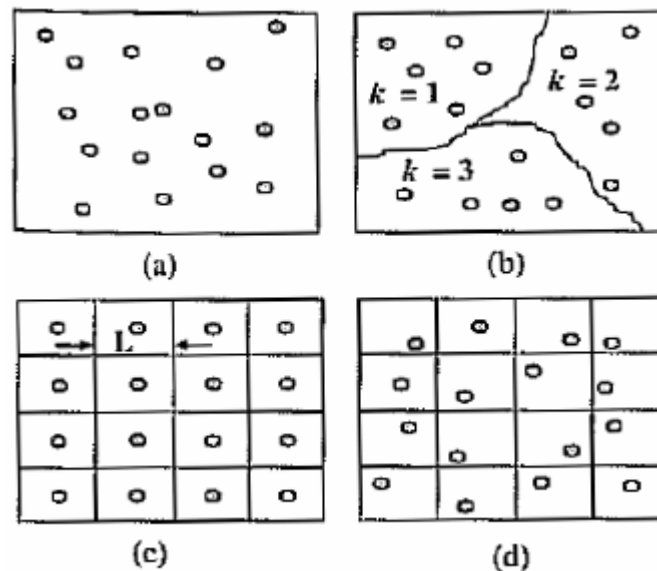 k = 1
k = 2
k = 3
(a)
(b)
L
(c)
(d)